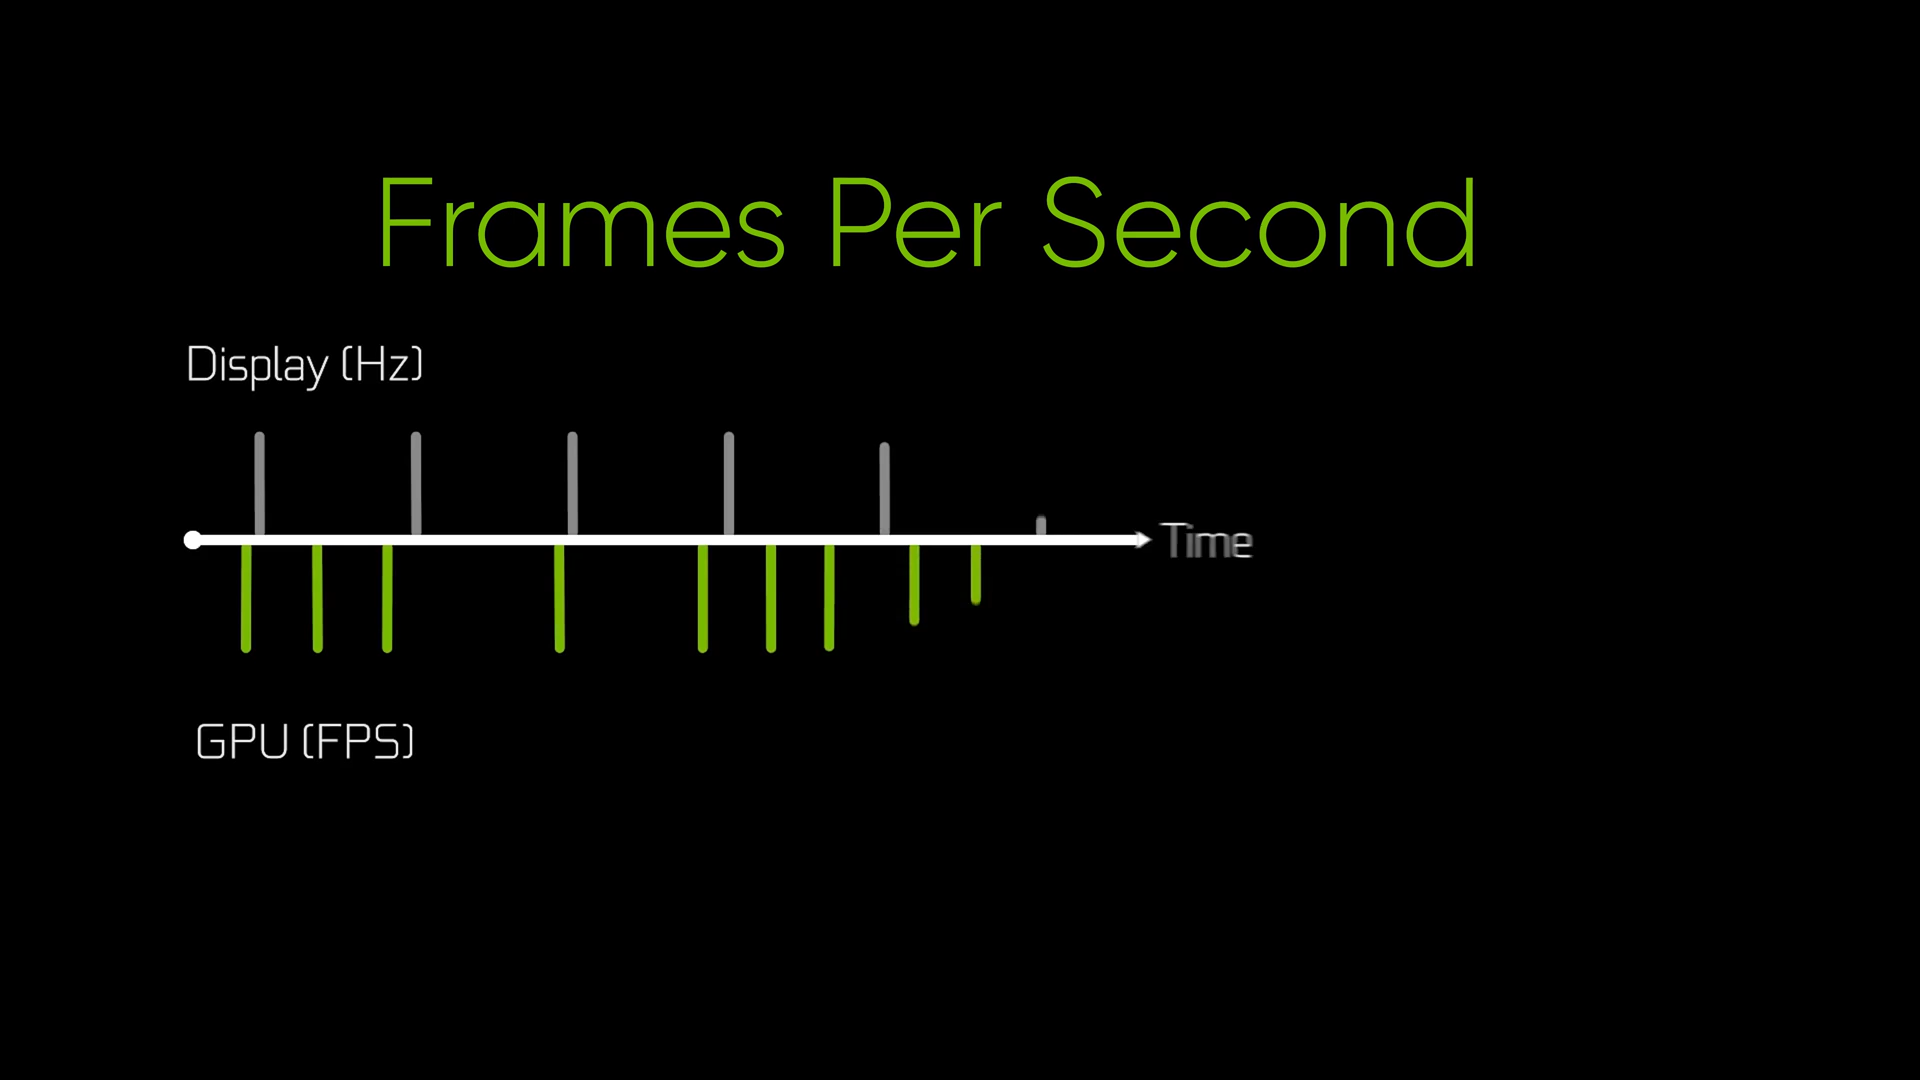 Frames Per Second
Display (Hz)
Time
GPU (FPS)